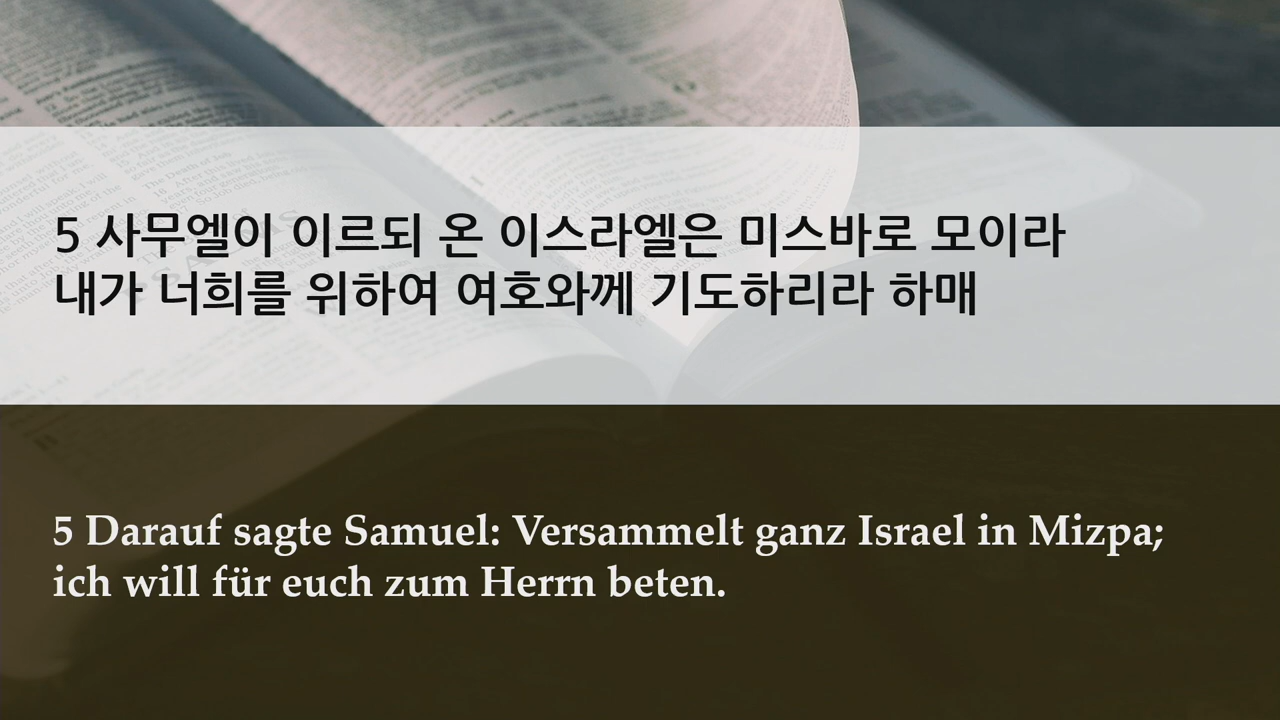 5 사무엘이 이르되 온 이스라엘은 미스바로 모이라
내가 너희를 위하여 여호와께 기도하리라 하매
5 Darauf sagte Samuel: Versammelt ganz Israel in Mizpa;
ich will für euch zum Herrn beten.